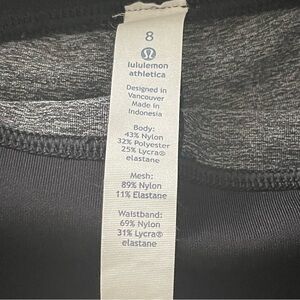 8
lululemon
athletica
Designed in
Vancouver
Made in
Indonesia
Body:
43% Nylon
32% Polyester
25% Lycra®
elastane
Mesh:
89% Nylon
11% Elastane
Waistband:
69% Nylon
31% Lycra®
elastane